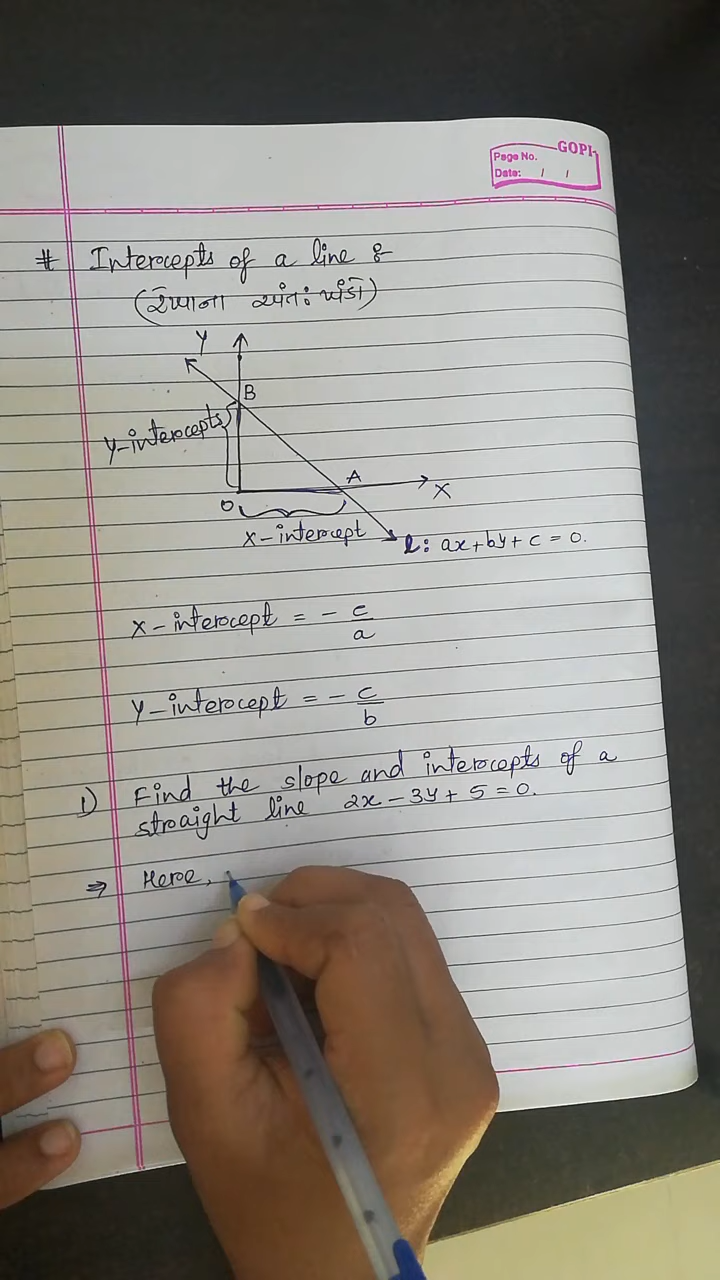 GOPI
Page No.
Date: / /
# Intercepts of a line :-
(રેખાના અંતઃખંડો)
Y
B
Y-intercepts
A
X
O
X-intercept
l: ax+by+c=0.
X-intercept = - c/a
Y-intercept = - c/b
1) Find the slope and intercepts of a
straight line 2x-3y+5=0.
⇒ Here,